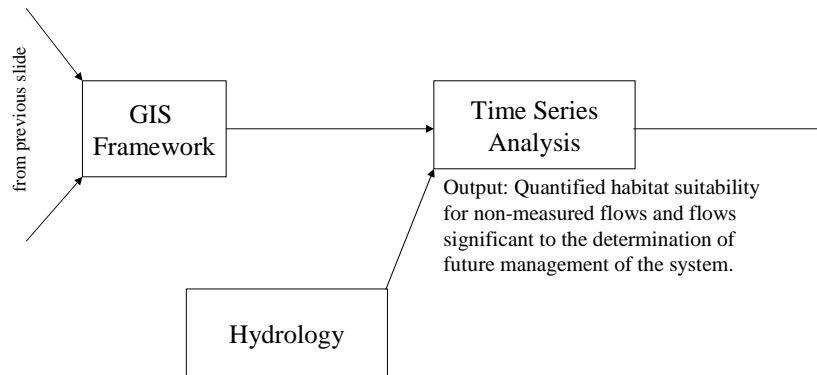 from previous slide
GIS
Framework
Time Series
Analysis
Output: Quantified habitat suitability
for non-measured flows and flows
significant to the determination of
future management of the system.
Hydrology